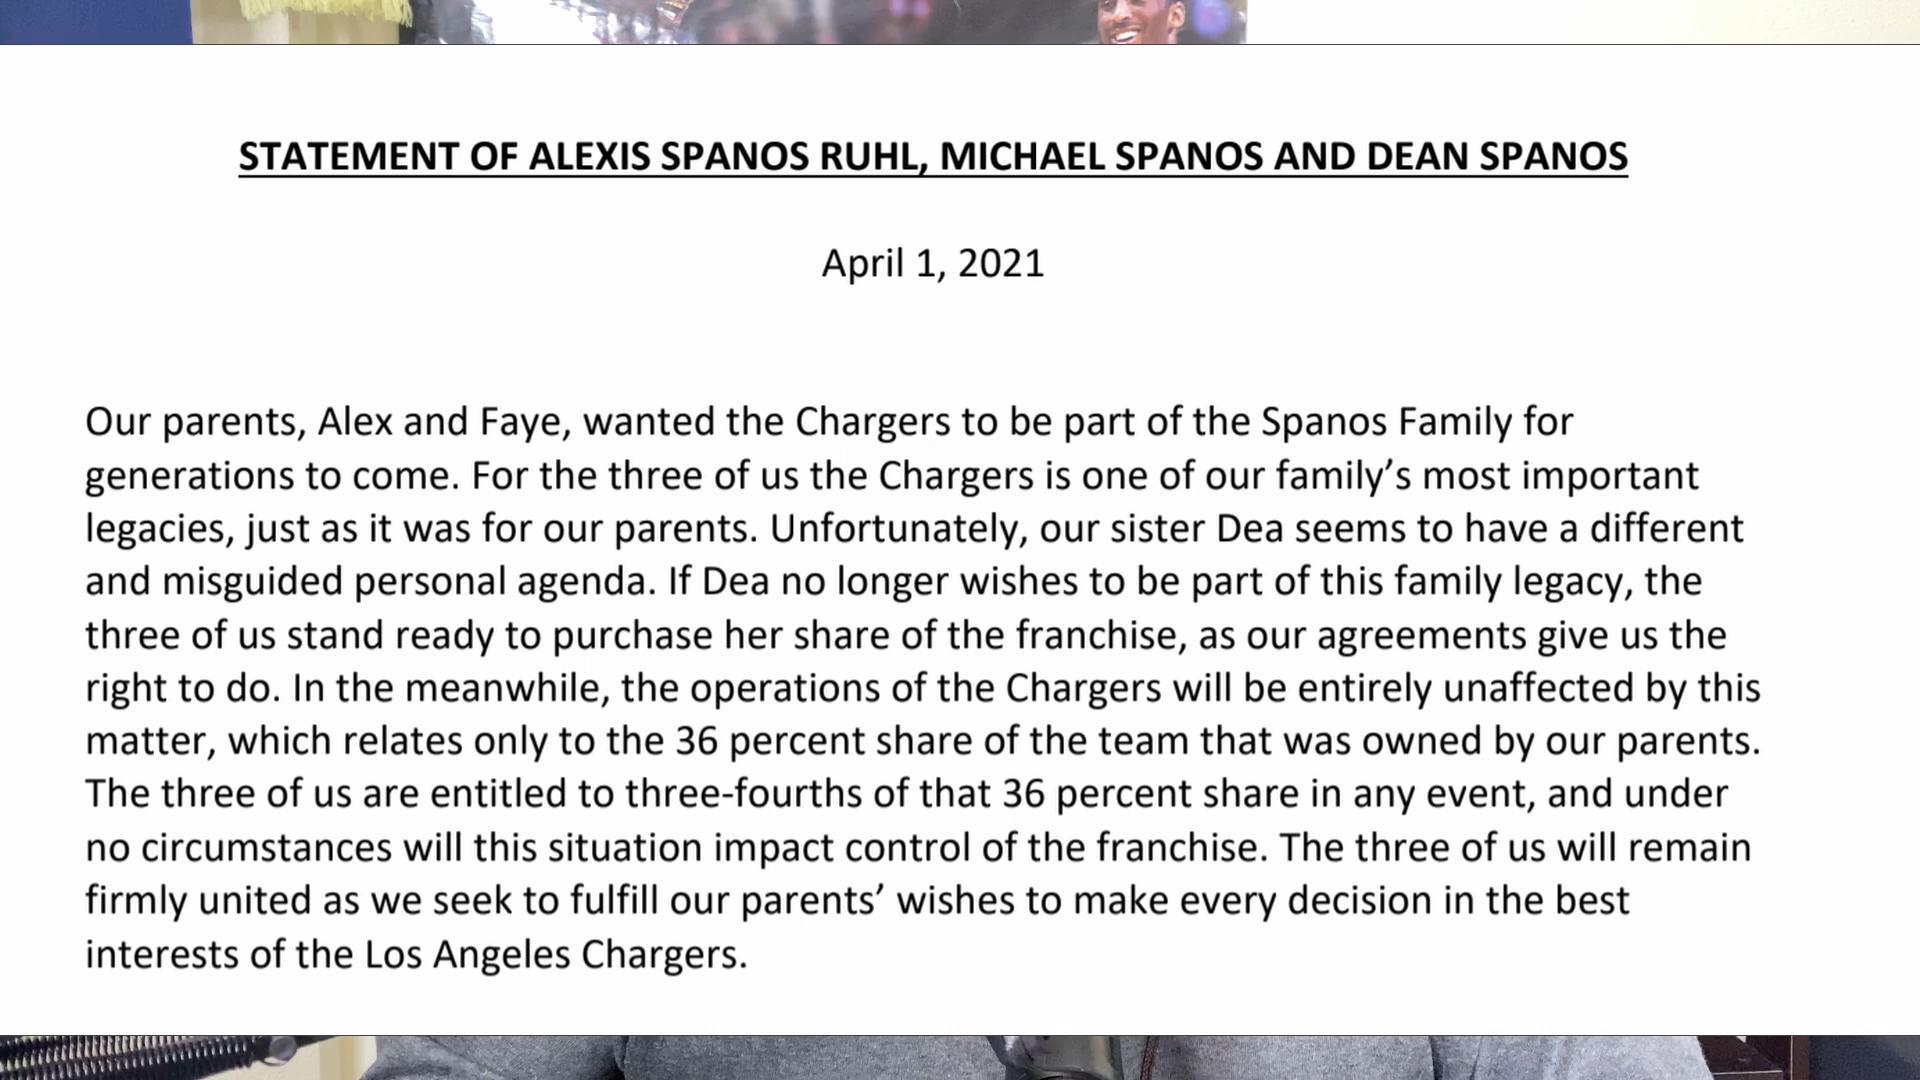 STATEMENT OF ALEXIS SPANOS RUHL, MICHAEL SPANOS AND DEAN SPANOS
April 1, 2021
Our parents, Alex and Faye, wanted the Chargers to be part of the Spanos Family for
generations to come. For the three of us the Chargers is one of our family’s most important
legacies, just as it was for our parents. Unfortunately, our sister Dea seems to have a different
and misguided personal agenda. If Dea no longer wishes to be part of this family legacy, the
three of us stand ready to purchase her share of the franchise, as our agreements give us the
right to do. In the meanwhile, the operations of the Chargers will be entirely unaffected by this
matter, which relates only to the 36 percent share of the team that was owned by our parents.
The three of us are entitled to three-fourths of that 36 percent share in any event, and under
no circumstances will this situation impact control of the franchise. The three of us will remain
firmly united as we seek to fulfill our parents’ wishes to make every decision in the best
interests of the Los Angeles Chargers.